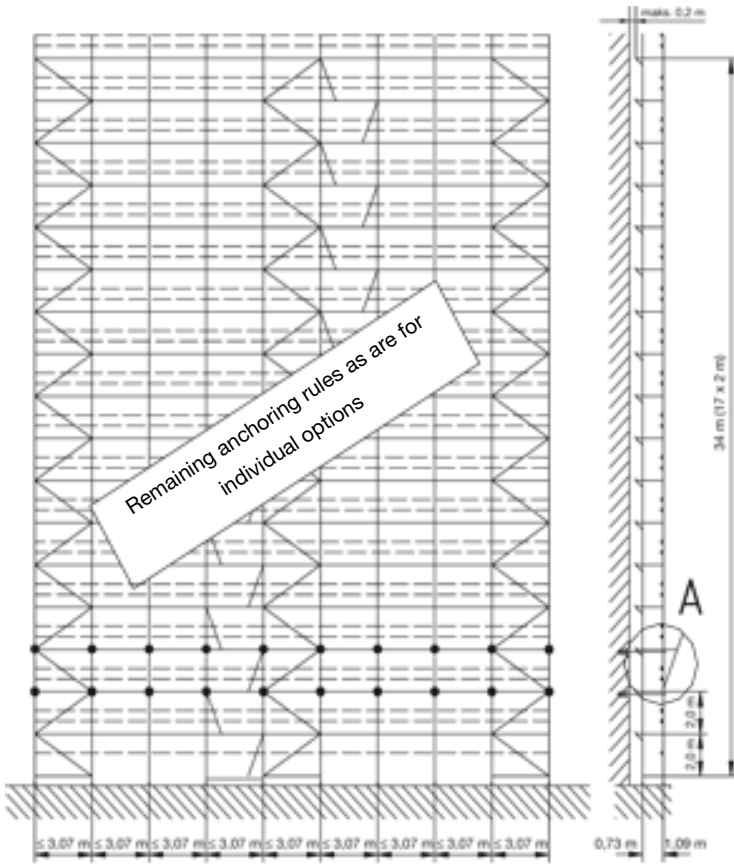 maks. 0,2 m
Remaining anchoring rules as are for
individual options
34 m (17 x 2 m)
A
2,0 m
2,0 m
≤ 3,07 m ≤ 3,07 m ≤ 3,07 m ≤ 3,07 m ≤ 3,07 m ≤ 3,07 m ≤ 3,07 m ≤ 3,07 m ≤ 3,07 m
0,73 m 1,09 m